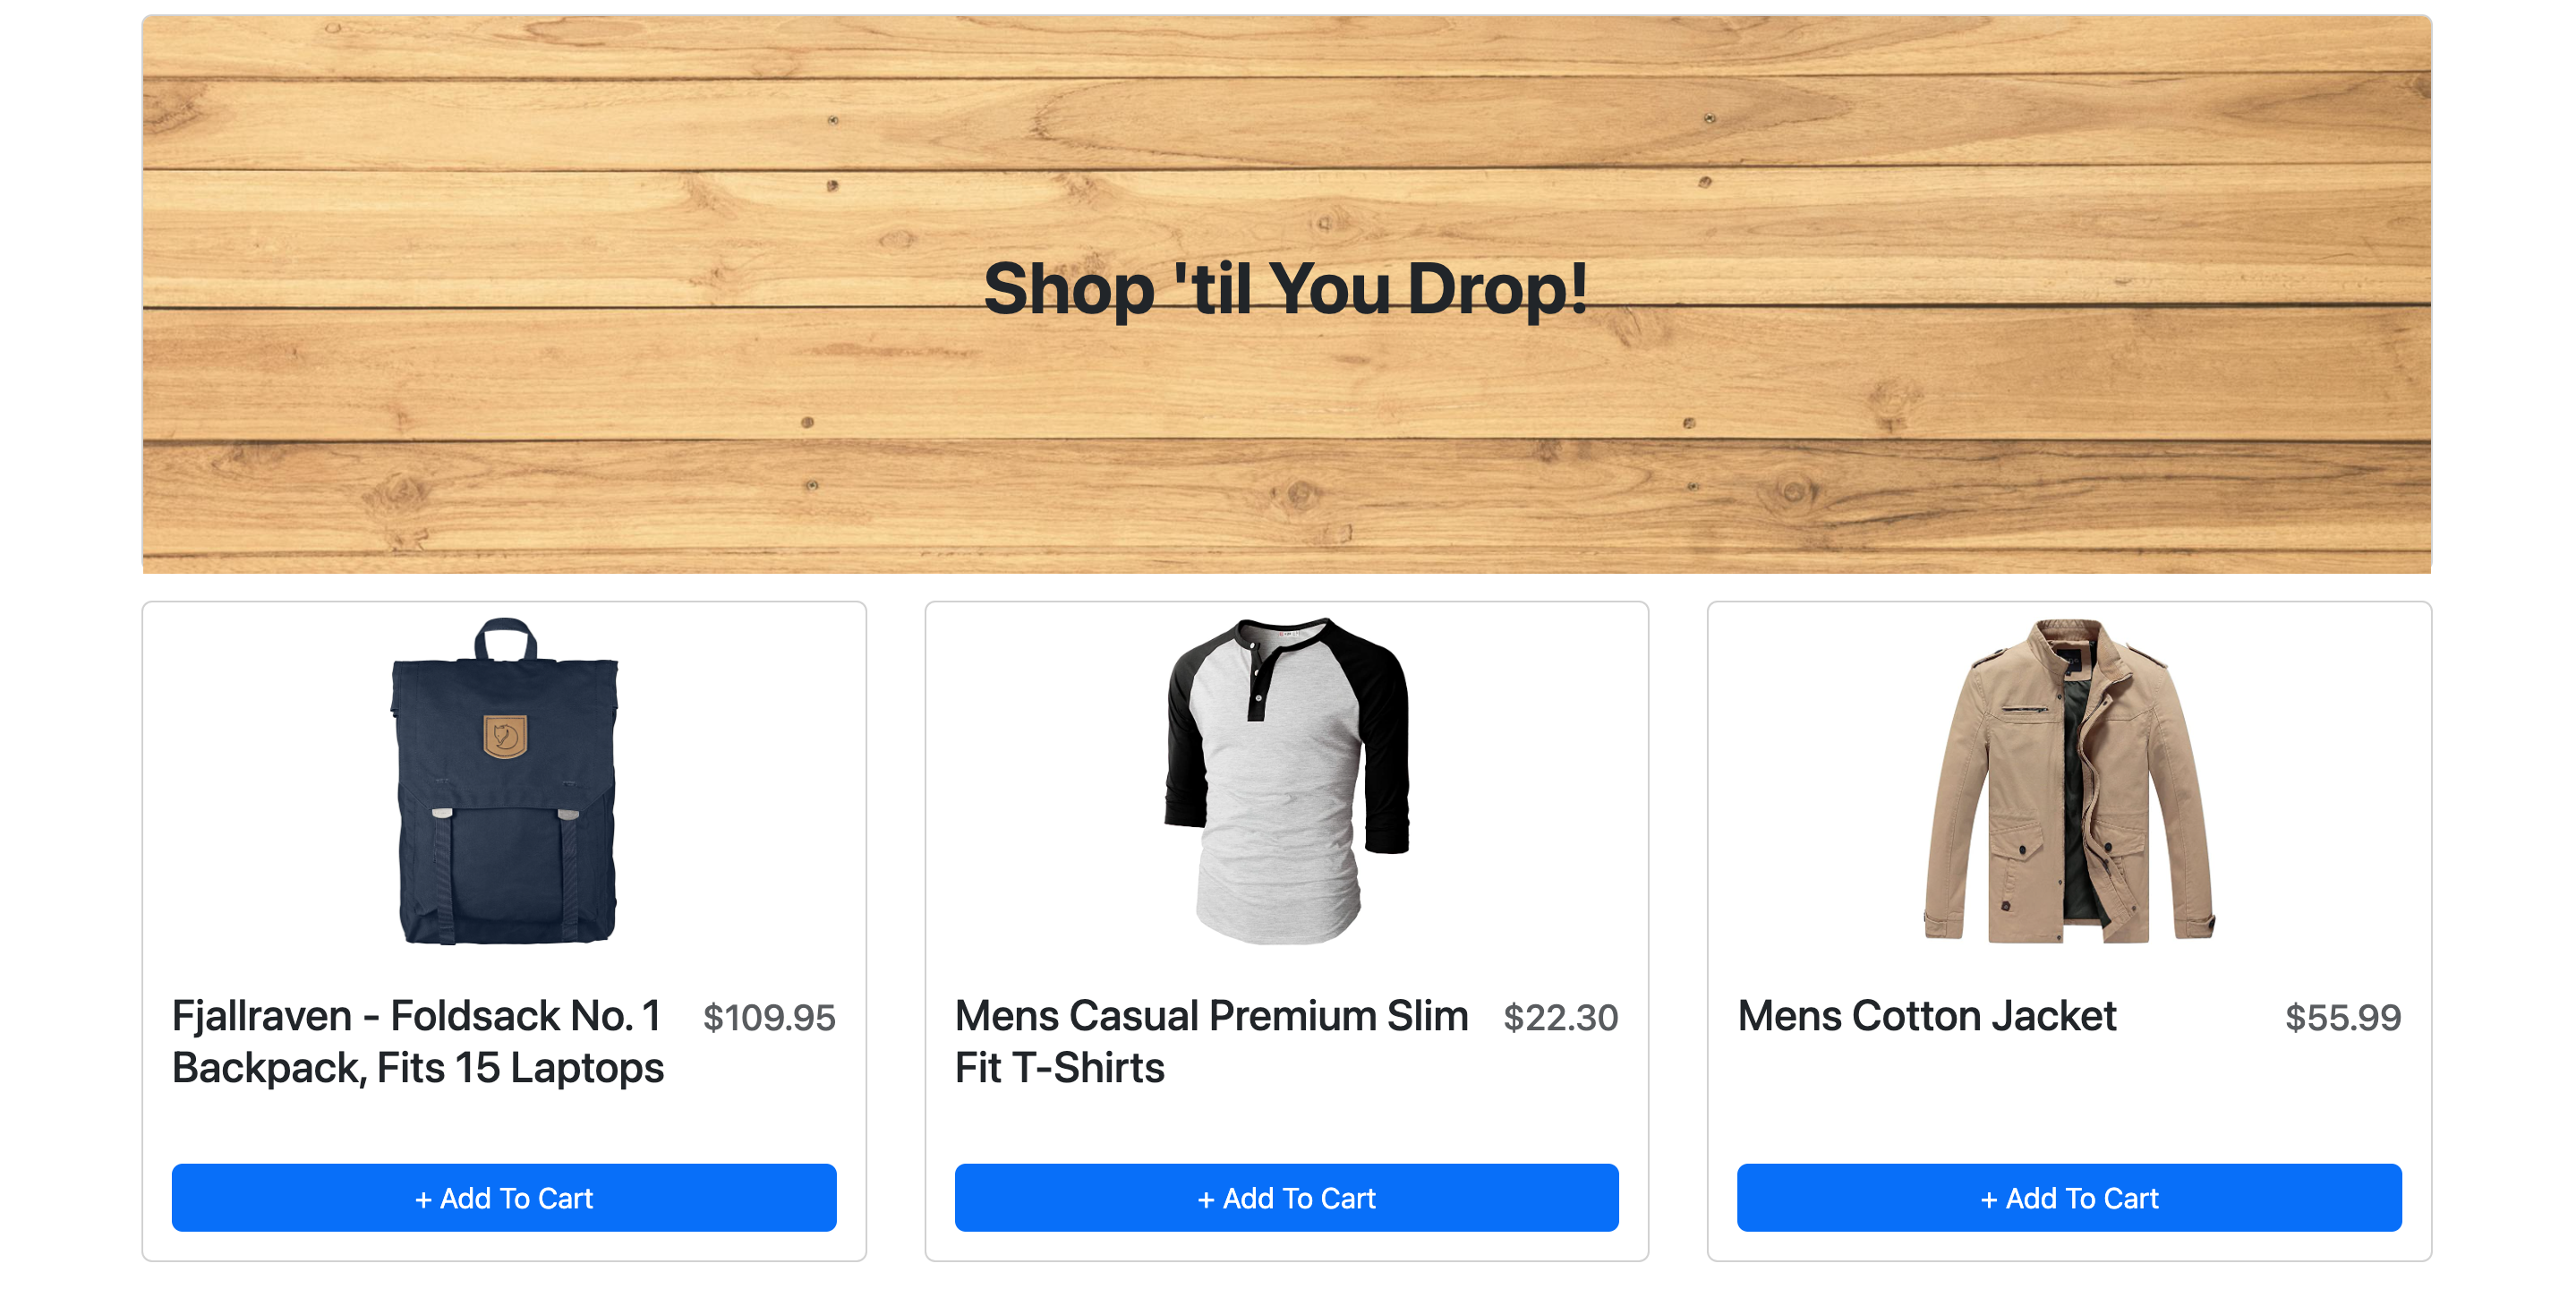 Shop 'til You Drop!
Fjallraven - Foldsack No. 1
Backpack, Fits 15 Laptops
$109.95
+ Add To Cart
Mens Casual Premium Slim
Fit T-Shirts
$22.30
+ Add To Cart
Mens Cotton Jacket
$55.99
+ Add To Cart